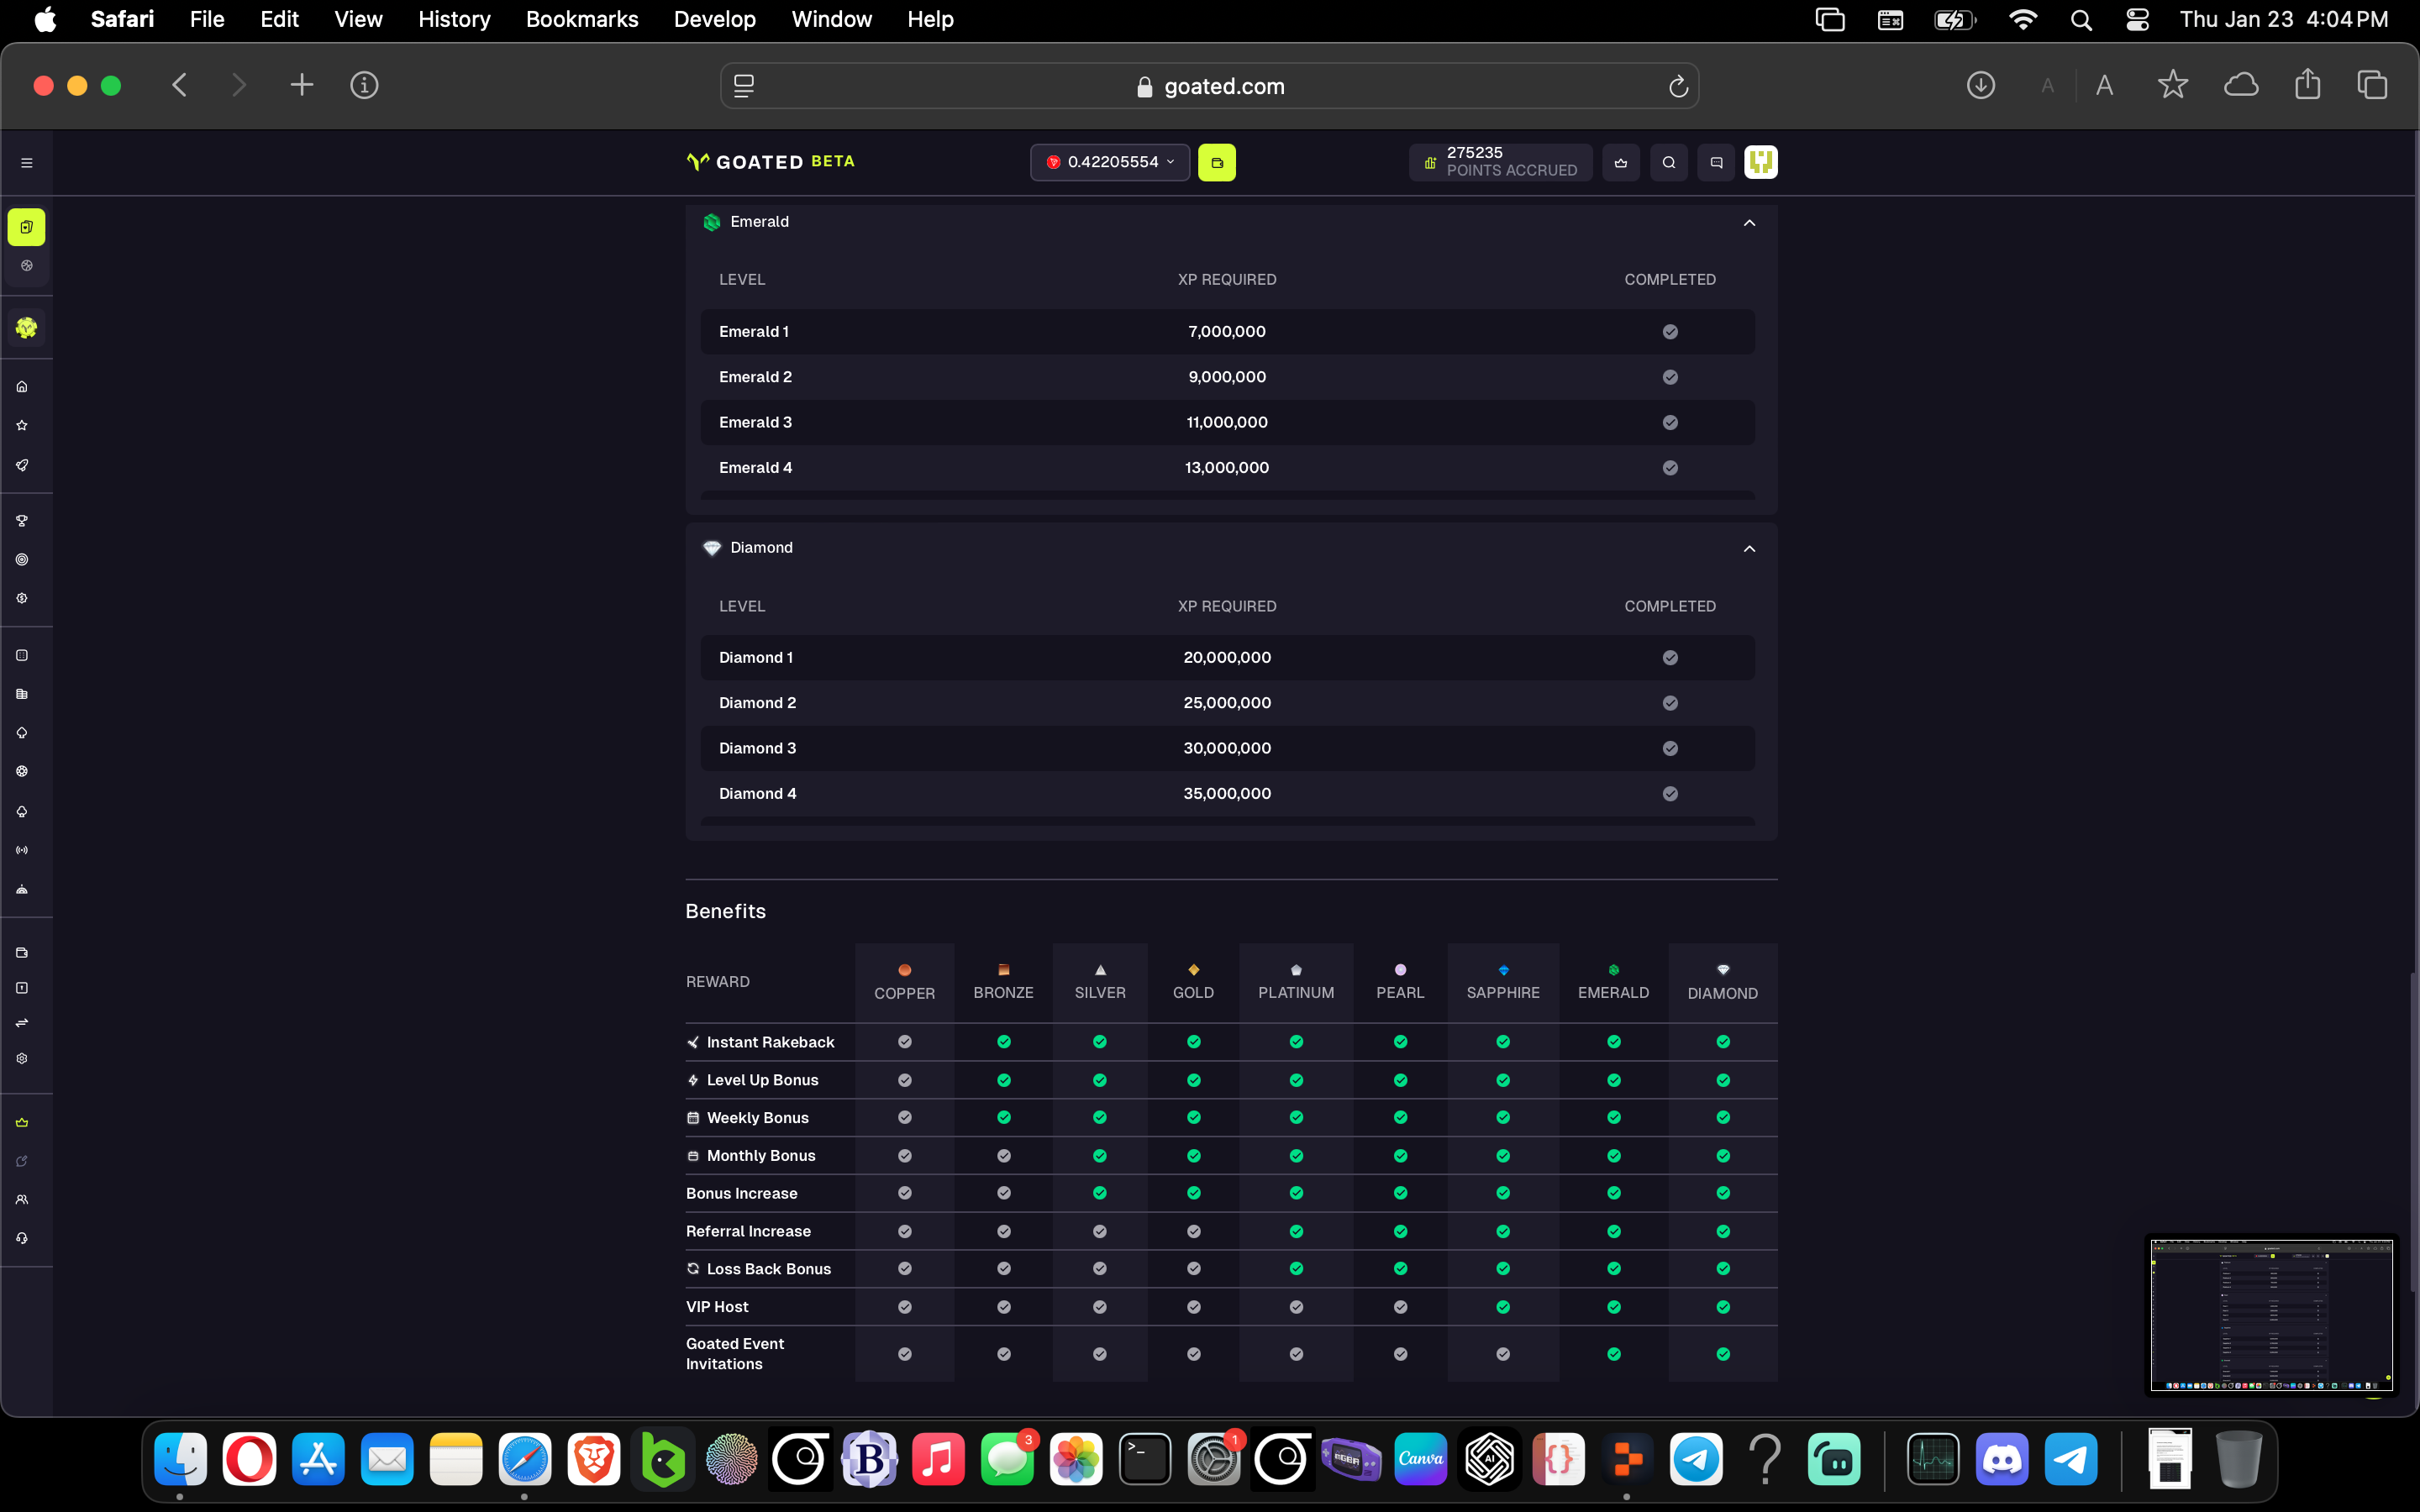 Safari File Edit View History Bookmarks Develop Window Help Thu Jan 23 4:04 PM
goated.com
A A
GOATED BETA
0.42205554
275235
POINTS ACCRUED
Emerald
LEVEL XP REQUIRED COMPLETED
Emerald 1 7,000,000
Emerald 2 9,000,000
Emerald 3 11,000,000
Emerald 4 13,000,000
Diamond
LEVEL XP REQUIRED COMPLETED
Diamond 1 20,000,000
Diamond 2 25,000,000
Diamond 3 30,000,000
Diamond 4 35,000,000
Benefits
REWARD COPPER BRONZE SILVER GOLD PLATINUM PEARL SAPPHIRE EMERALD DIAMOND
Instant Rakeback
Level Up Bonus
Weekly Bonus
Monthly Bonus
Bonus Increase
Referral Increase
Loss Back Bonus
VIP Host
Goated Event
Invitations
B 3 >_ 1 mGBA Canva AI {} ?